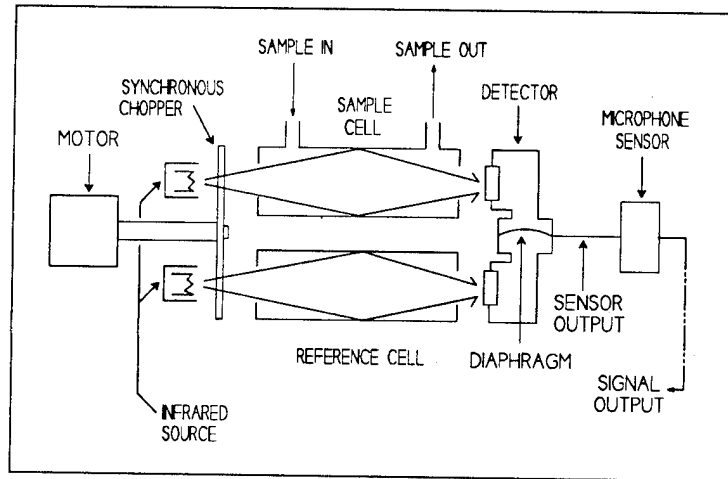 SAMPLE IN
SAMPLE OUT
SYNCHRONOUS
CHOPPER
SAMPLE
CELL
DETECTOR
MICROPHONE
SENSOR
MOTOR
SENSOR
OUTPUT
REFERENCE CELL
DIAPHRAGM
SIGNAL
OUTPUT
INFRARED
SOURCE